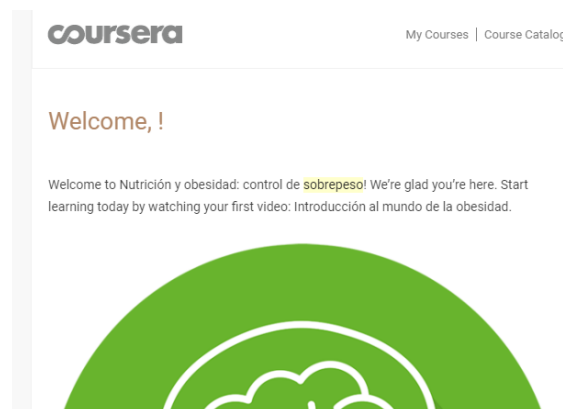 coursera
My Courses | Course Catalog
Welcome, !
Welcome to Nutrición y obesidad: control de sobrepeso! We're glad you're here. Start
learning today by watching your first video: Introducción al mundo de la obesidad.